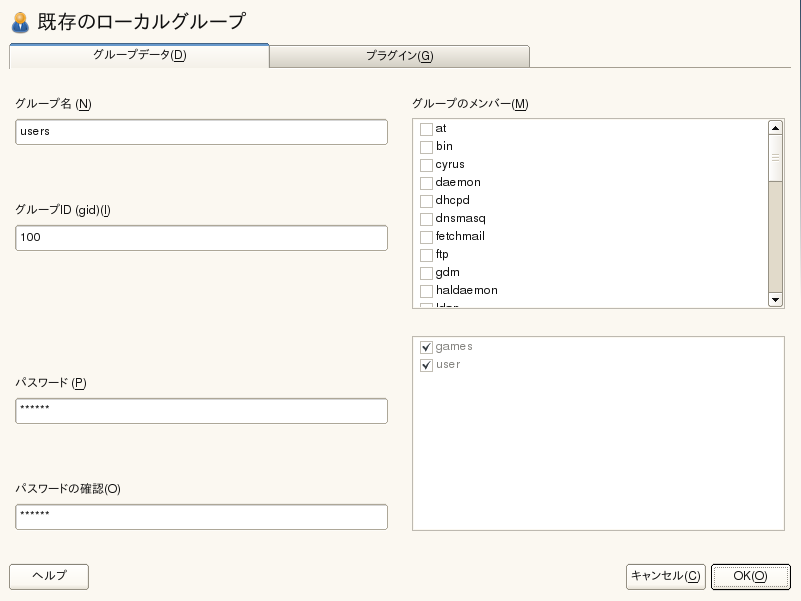 既存のローカルグループ
グループデータ(D)
プラグイン(G)
グループ名 (N)
users
グループID (gid)(I)
100
パスワード (P)
******
パスワードの確認(O)
******
グループのメンバー(M)
at
bin
cyrus
daemon
dhcpd
dnsmasq
fetchmail
ftp
gdm
haldaemon
games
user
ヘルプ
キャンセル(C)
OK(O)